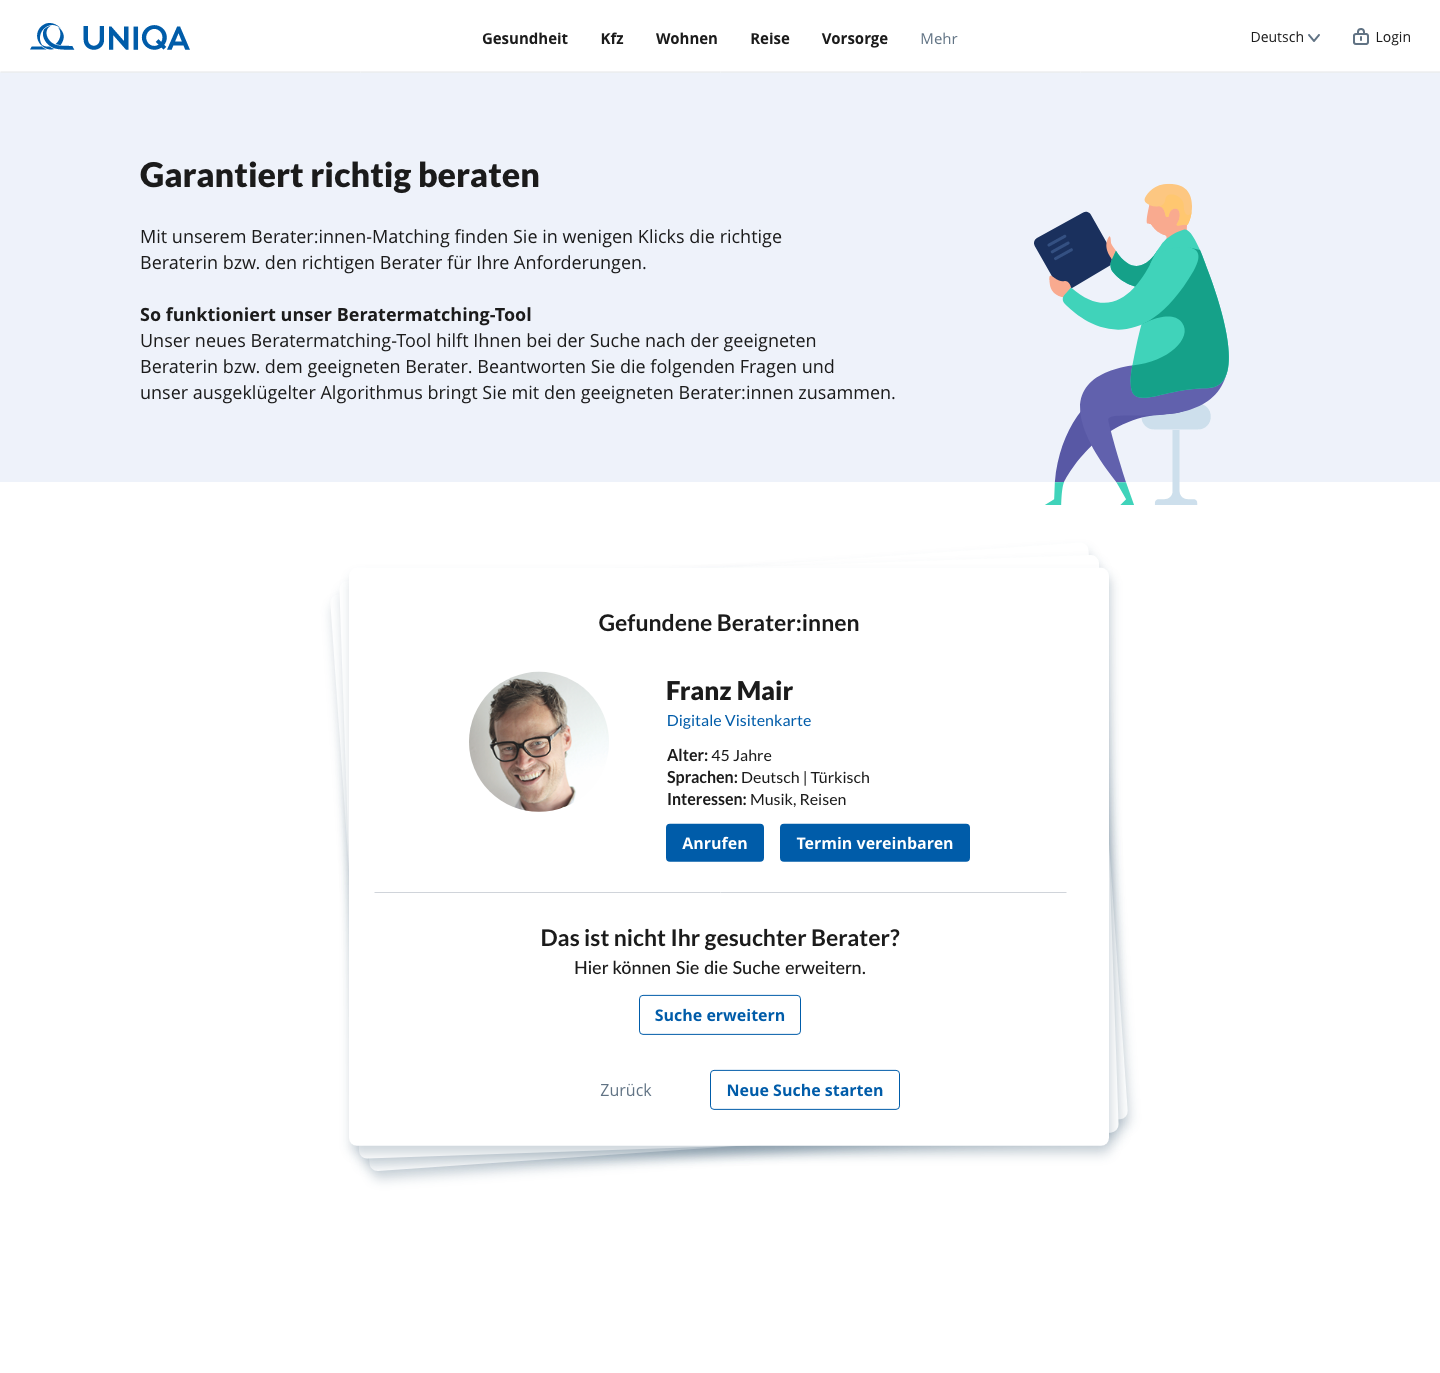 UNIQA
Gesundheit Kfz Wohnen Reise Vorsorge Mehr
Deutsch Login
Garantiert richtig beraten
Mit unserem Berater:innen-Matching finden Sie in wenigen Klicks die richtige
Beraterin bzw. den richtigen Berater für Ihre Anforderungen.
So funktioniert unser Beratermatching-Tool
Unser neues Beratermatching-Tool hilft Ihnen bei der Suche nach der geeigneten
Beraterin bzw. dem geeigneten Berater. Beantworten Sie die folgenden Fragen und
unser ausgeklügelter Algorithmus bringt Sie mit den geeigneten Berater:innen zusammen.
Gefundene Berater:innen
Franz Mair
Digitale Visitenkarte
Alter: 45 Jahre
Sprachen: Deutsch | Türkisch
Interessen: Musik, Reisen
Anrufen Termin vereinbaren
Das ist nicht Ihr gesuchter Berater?
Hier können Sie die Suche erweitern.
Suche erweitern
Zurück Neue Suche starten